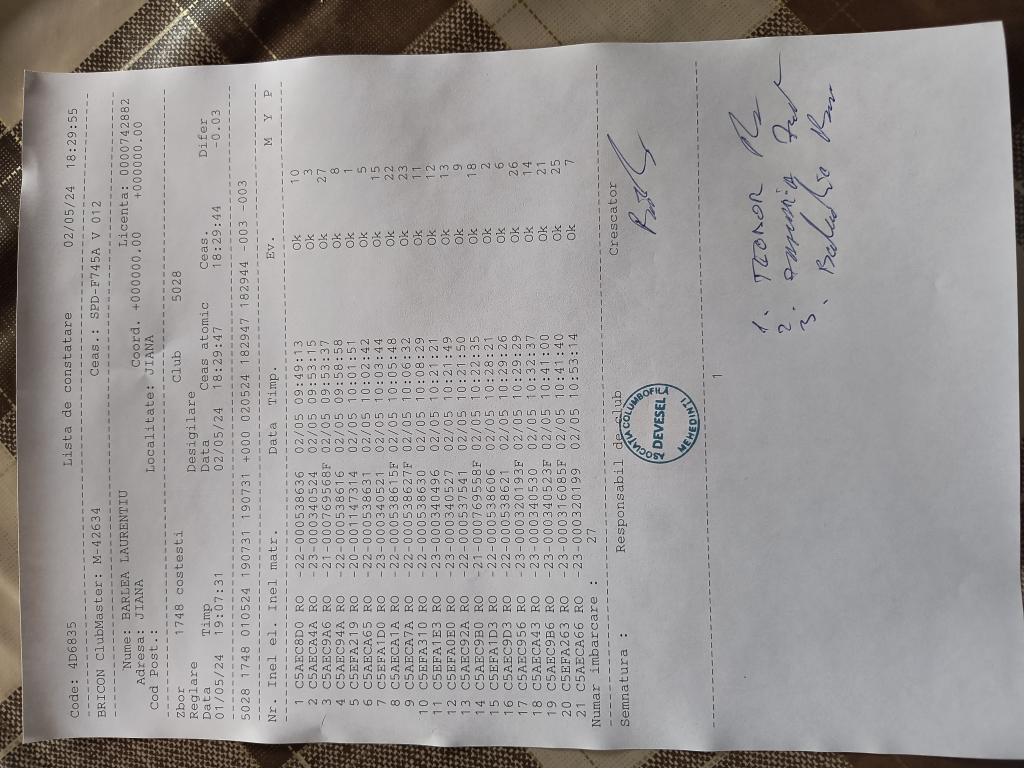 Code: 4D6835 Lista de constatare 02/05/24 18:29:55
BRICON ClubMaster: M-42634 Ceas.: SPD-F745A V 012
Nume: BARLEA LAURENTIU Licenta: 0000742882
Adresa: JIANA Localitate: JIANA Coord. +000000.00 +000000.00
Cod Post.:
Zbor 1748 costesti Club 5028
Reglare Desigilare
Data Timp Data Ceas atomic Ceas. Difer
01/05/24 19:07:31 02/05/24 18:29:47 18:29:44 -0.03
5028 1748 010524 190731 190731 +000 020524 182947 182944 -003 -003
Nr. Inel el. Inel matr. Data Timp. Ev. M Y P
1 C5AEC8D0 RO -22-000538636 02/05 09:49:13 Ok 10
2 C5AECA4A RO -23-000340524 02/05 09:53:15 Ok 3
3 C5AEC9A6 RO -21-000769568F 02/05 09:53:37 Ok 27
4 C5AEC94A RO -22-000538616 02/05 09:58:58 Ok 8
5 C5EFA219 RO -20-001147314 02/05 10:01:51 Ok 1
6 C5AECA65 RO -22-000538631 02/05 10:02:42 Ok 5
7 C5EFA1D0 RO -23-000340521 02/05 10:03:44 Ok 15
8 C5AECA1A RO -22-000538615F 02/05 10:05:48 Ok 22
9 C5AECA7A RO -22-000538627F 02/05 10:06:32 Ok 23
10 C5EFA310 RO -22-000538630 02/05 10:08:29 Ok 11
11 C5EFA1E3 RO -23-000340496 02/05 10:21:21 Ok 12
12 C5EFA0E0 RO -23-000340497 02/05 10:21:49 Ok 13
13 C5AEC92A RO -22-000537541 02/05 10:21:50 Ok 9
14 C5AEC9B0 RO -21-000769508F 02/05 10:22:35 Ok 18
15 C5EFA1D3 RO -22-000538606 02/05 10:28:21 Ok 2
16 C5AEC9D3 RO -22-000538621 02/05 10:29:26 Ok 6
17 C5AEC956 RO -23-000320193F 02/05 10:29:29 Ok 26
18 C5AECA43 RO -23-000340530 02/05 10:32:37 Ok 14
19 C5AEC9B6 RO -23-000340523F 02/05 10:41:00 Ok 21
20 C5EFA263 RO -23-000316085F 02/05 10:41:40 Ok 25
21 C5AECA66 RO -23-000320199 02/05 10:53:14 Ok 7
Numar imbarcare : 27
Semnatura : Responsabil de Club Creseator
ASOCIATIA COLUMBOFILA
DEVESEL
MEHEDINTI
1
1. TEODOR
2.
3.